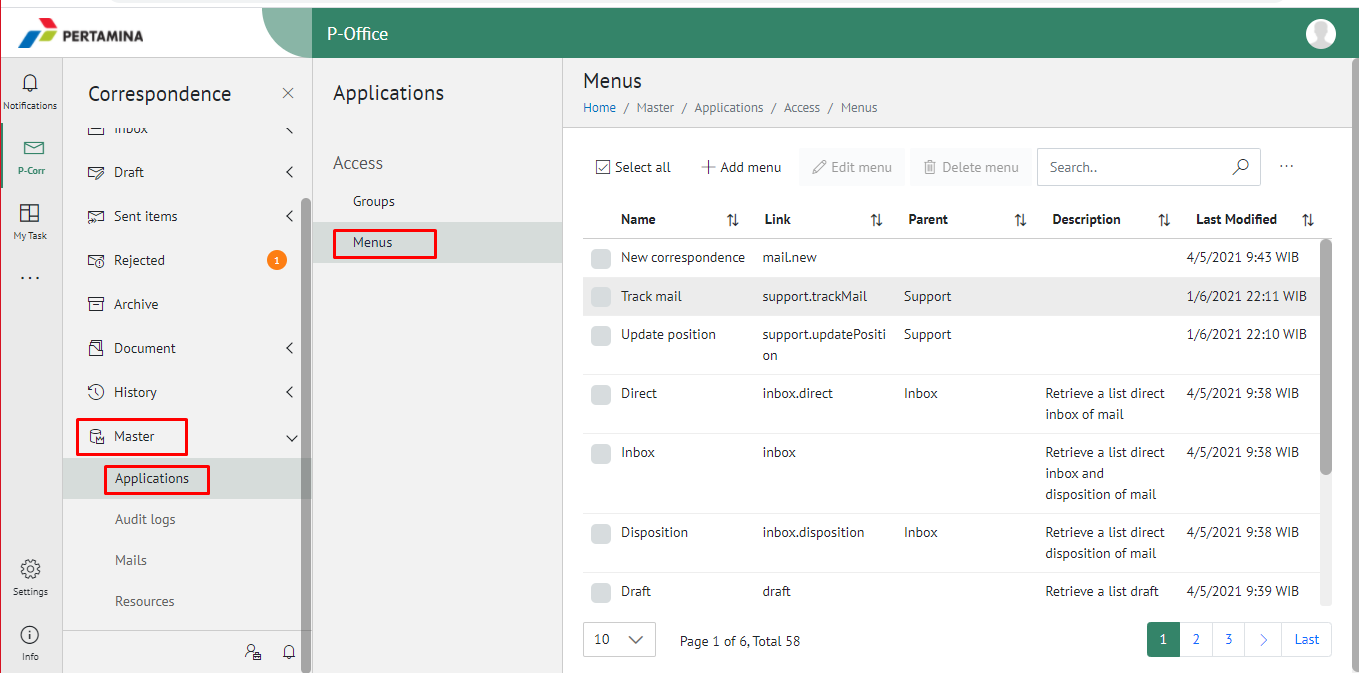 PERTAMINA
P-Office
Notifications
P-Corr
My Task
...
Settings
Info
Correspondence
Inbox
Draft
Sent items
Rejected
1
Archive
Document
History
Master
Applications
Audit logs
Mails
Resources
Applications
Access
Groups
Menus
Menus
Home / Master / Applications / Access / Menus
Select all
Add menu
Edit menu
Delete menu
Search..
...
Name Link Parent Description Last Modified
New correspondence mail.new 4/5/2021 9:43 WIB
Track mail support.trackMail Support 1/6/2021 22:11 WIB
Update position support.updatePositi Support 1/6/2021 22:10 WIB
on
Direct inbox.direct Inbox Retrieve a list direct 4/5/2021 9:38 WIB
inbox of mail
Inbox inbox Retrieve a list direct 4/5/2021 9:38 WIB
inbox and
disposition of mail
Disposition inbox.disposition Inbox Retrieve a list direct 4/5/2021 9:38 WIB
disposition of mail
Draft draft Retrieve a list draft 4/5/2021 9:39 WIB
10
Page 1 of 6, Total 58
1 2 3 > Last